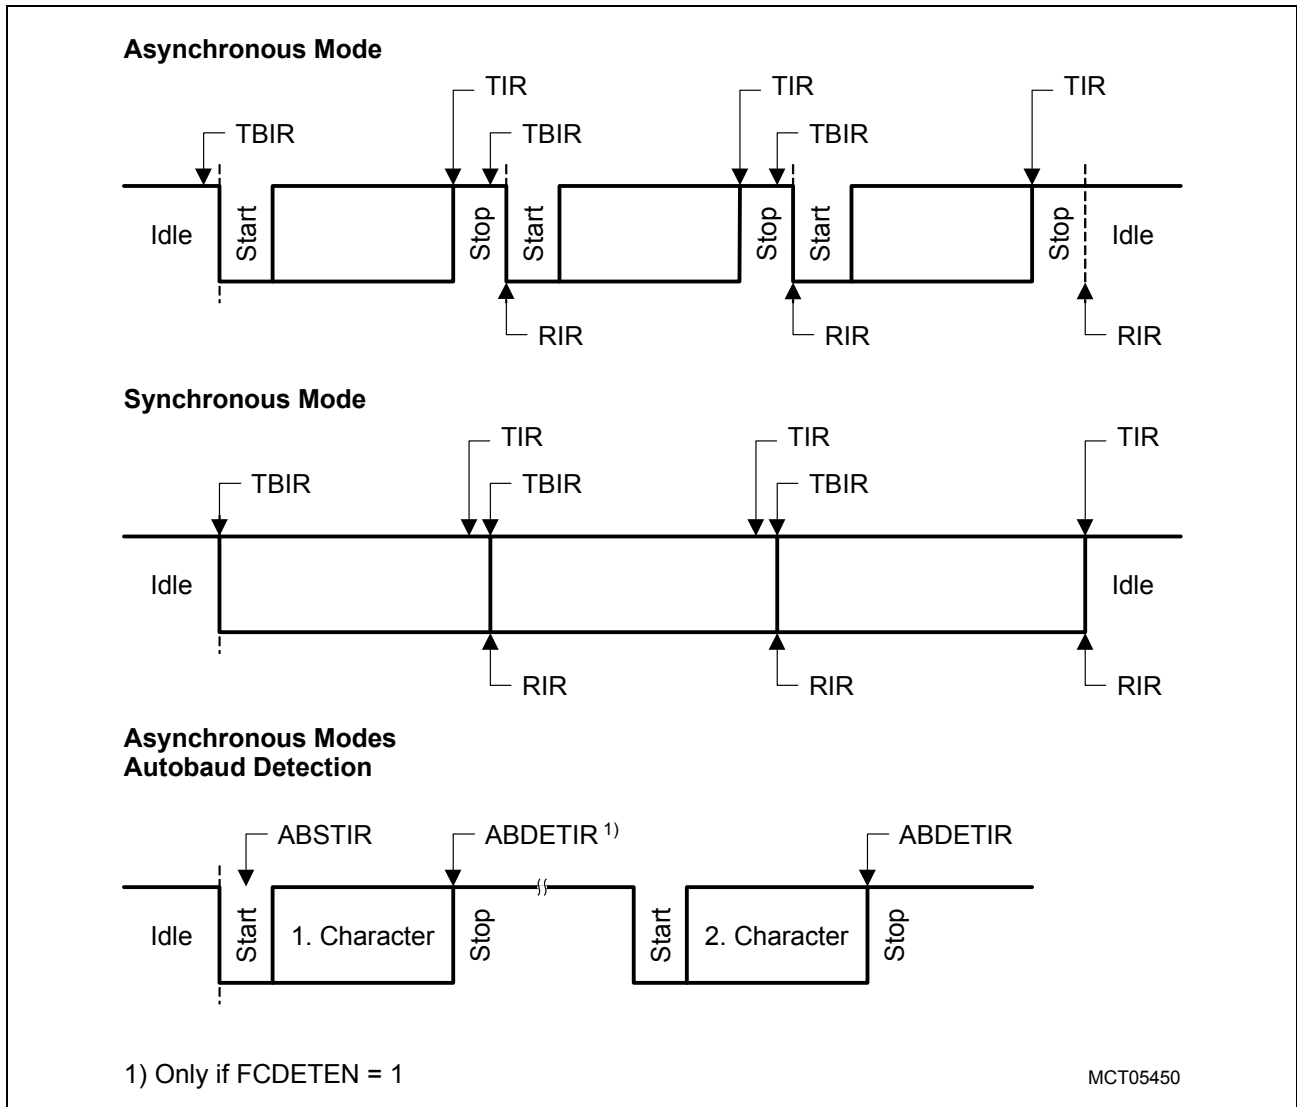 Asynchronous Mode
TIR TIR TIR
TBIR TBIR TBIR
Idle Start Stop Start Stop Start Stop Idle
RIR RIR RIR
Synchronous Mode
TIR TIR TIR
TBIR TBIR TBIR
Idle Idle
RIR RIR RIR
Asynchronous Modes
Autobaud Detection
ABSTIR ABDETIR 1) ABDETIR
Idle Start 1. Character Stop Start 2. Character Stop
1) Only if FCDETEN = 1
MCT05450